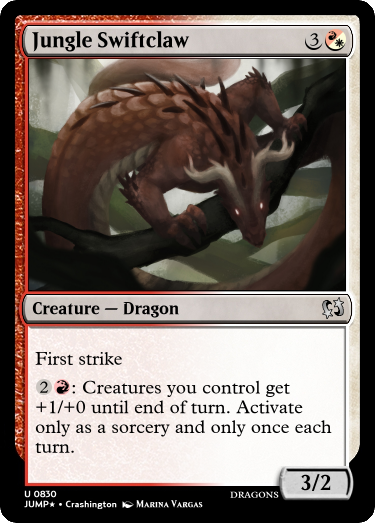 Jungle Swiftclaw 3
Creature — Dragon
First strike
2: Creatures you control get
+1/+0 until end of turn. Activate
only as a sorcery and only once each
turn.
3/2
U 0830 DRAGONS
JUMP★ • Crashington Marina Vargas